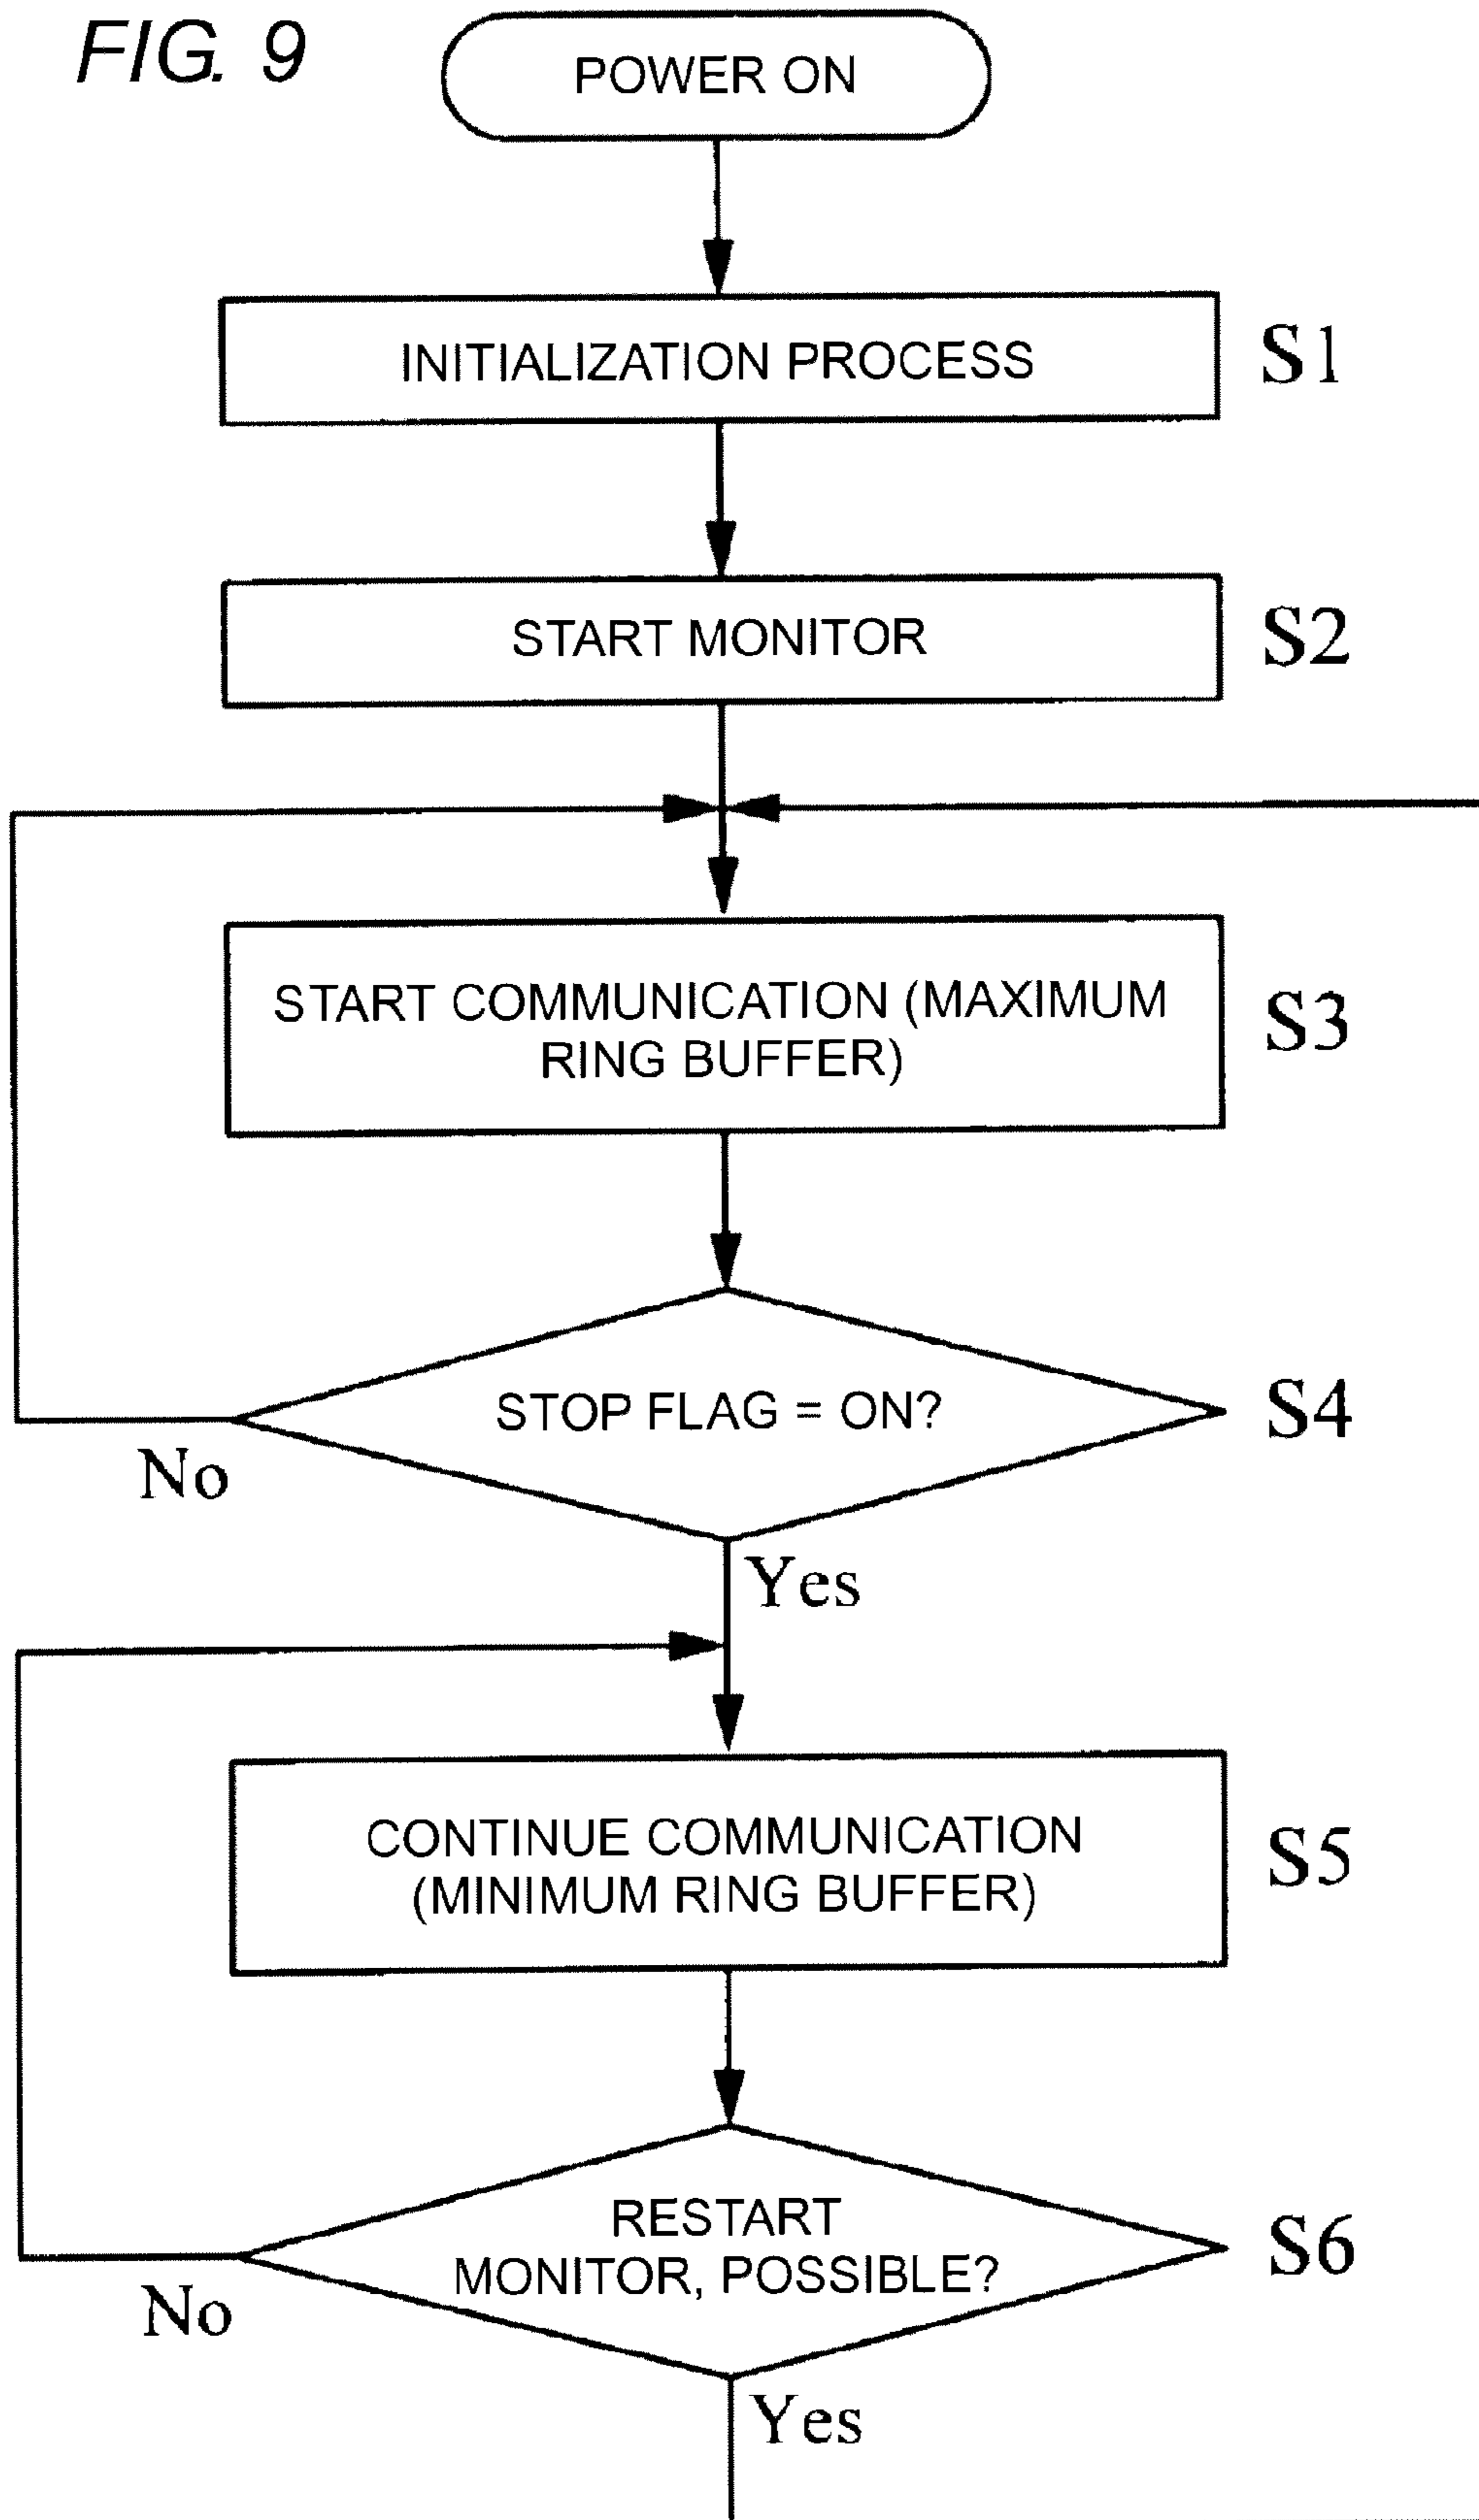 FIG. 9
POWER ON
INITIALIZATION PROCESS
S1
START MONITOR
S2
START COMMUNICATION (MAXIMUM
RING BUFFER)
S3
STOP FLAG = ON?
S4
No
Yes
CONTINUE COMMUNICATION
(MINIMUM RING BUFFER)
S5
RESTART
MONITOR, POSSIBLE?
S6
No
Yes